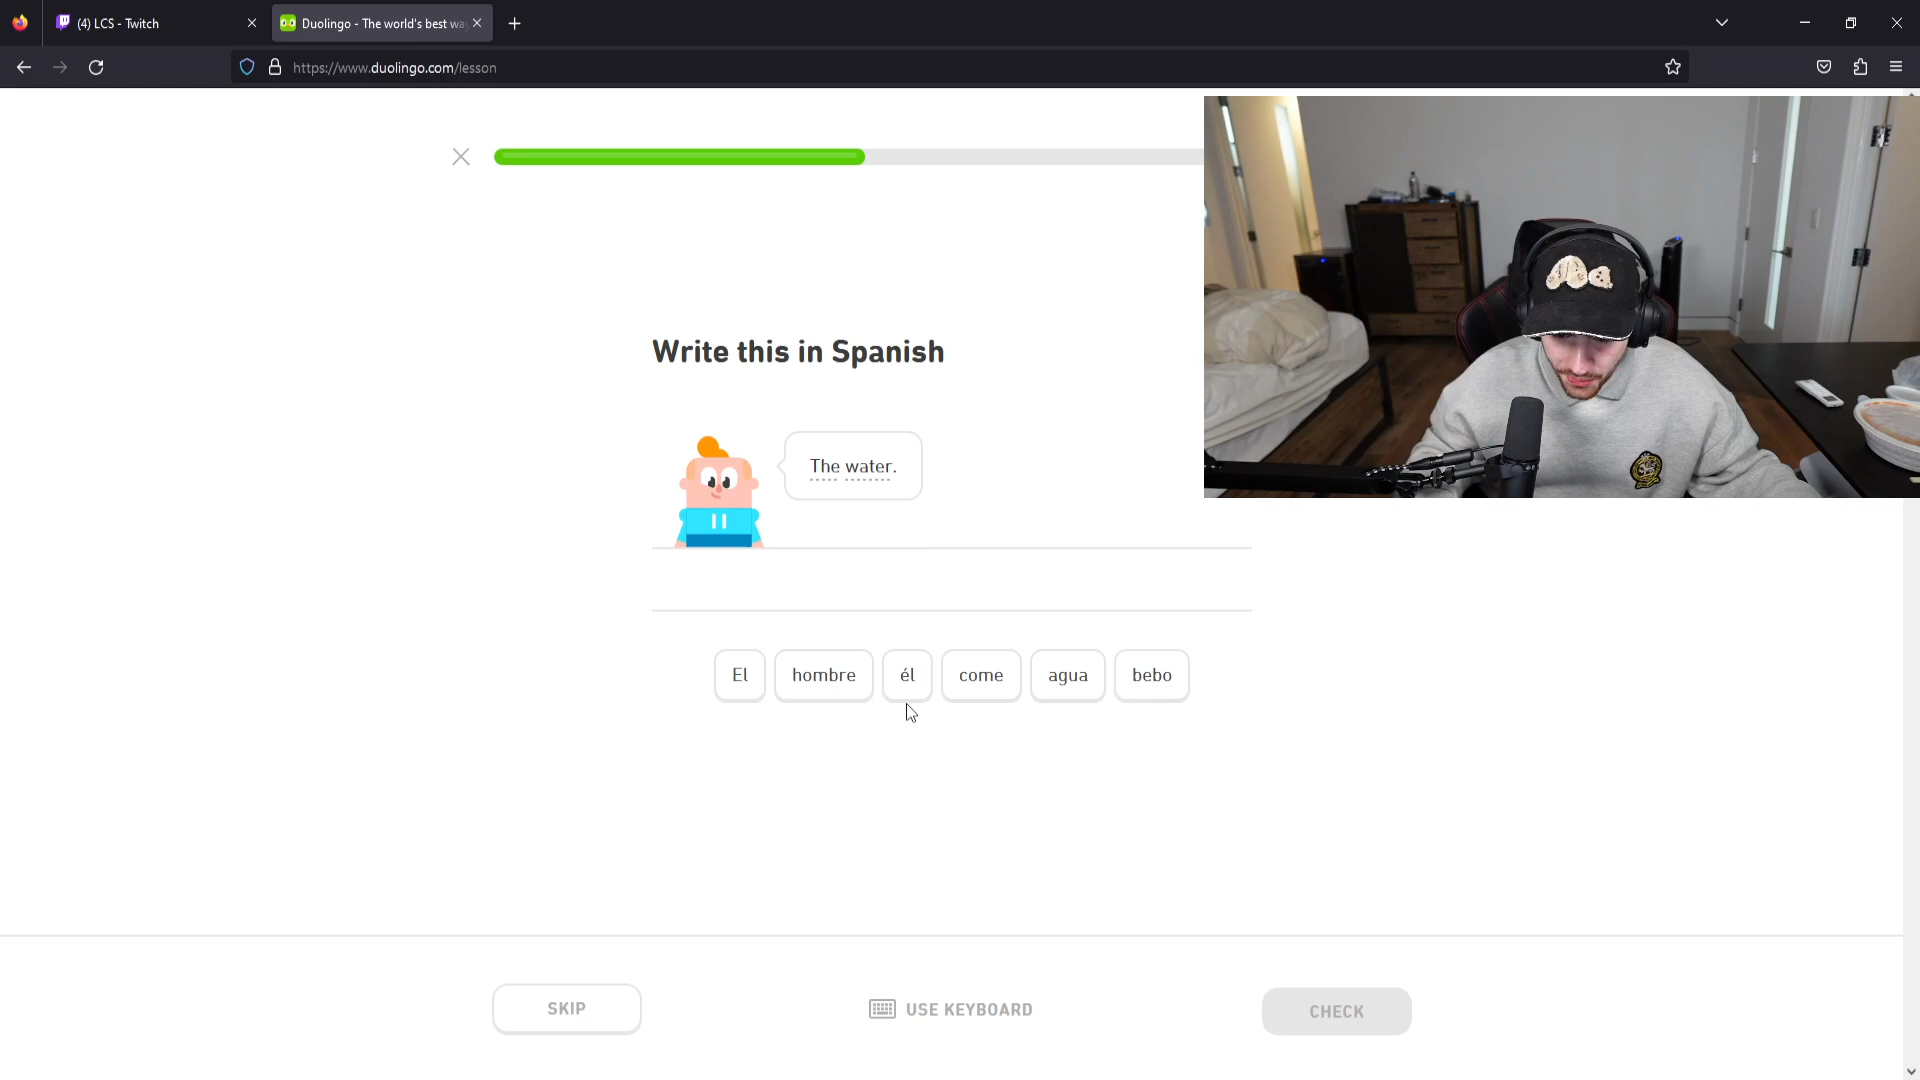 (4) LCS - Twitch
Duolingo - The world's best wa
https://www.duolingo.com/lesson
Write this in Spanish
The water.
El hombre él come agua bebo
SKIP
USE KEYBOARD
CHECK